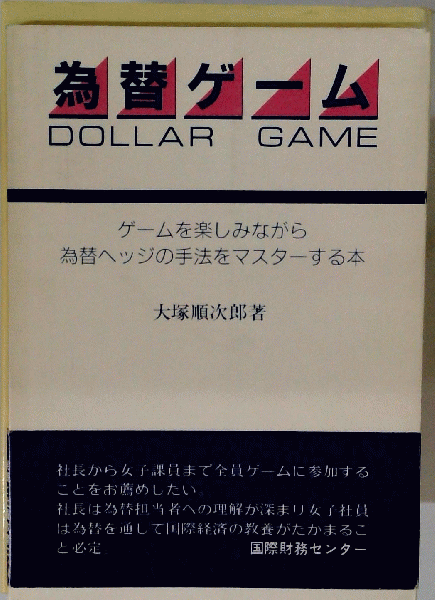 為替ゲーム
DOLLAR GAME
ゲームを楽しみながら
為替ヘッジの手法をマスターする本
大塚順次郎著
社長から女子課員まで全員ゲームに参加する
ことをお薦めしたい。
社長は為替担当者への理解が深まり女子社員
は為替を通して国際経済の教養がたかまるこ
と必定 国際財務センター